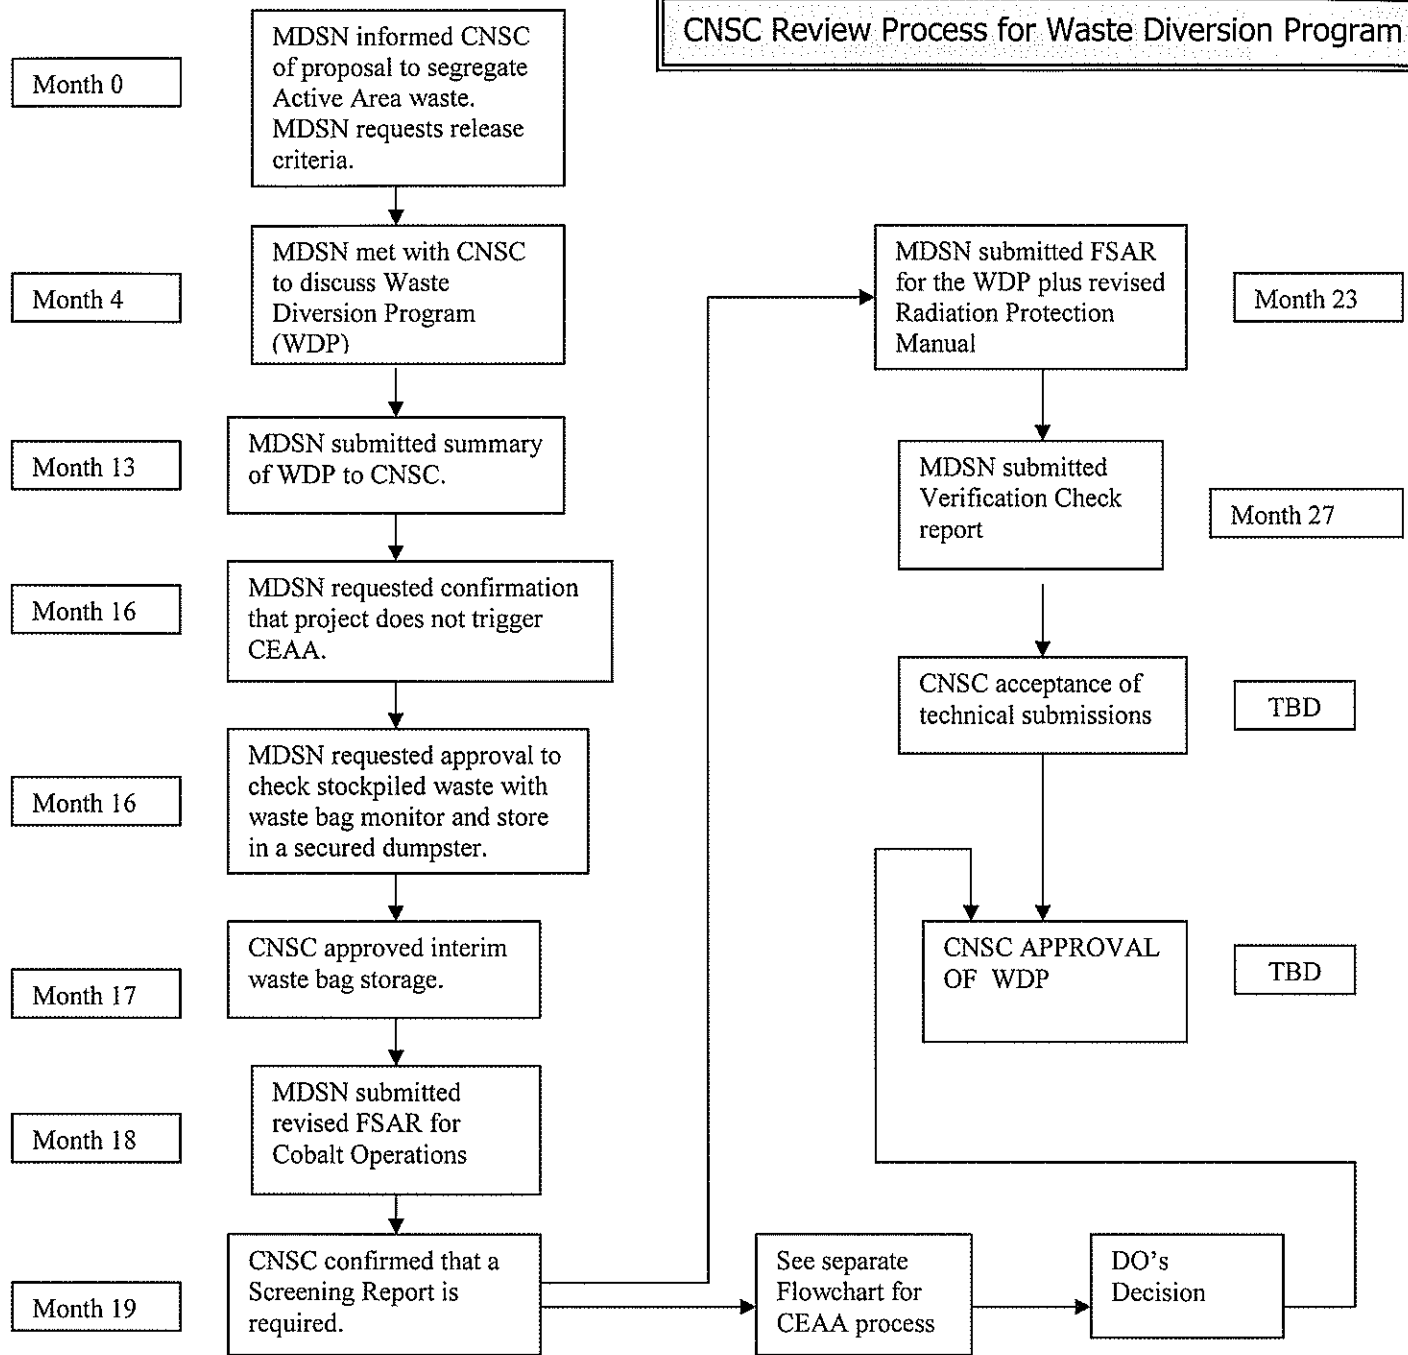 CNSC Review Process for Waste Diversion Program
Month 0
MDSN informed CNSC
of proposal to segregate
Active Area waste.
MDSN requests release
criteria.
Month 4
MDSN met with CNSC
to discuss Waste
Diversion Program
(WDP)
Month 13
MDSN submitted summary
of WDP to CNSC.
Month 16
MDSN requested confirmation
that project does not trigger
CEAA.
Month 16
MDSN requested approval to
check stockpiled waste with
waste bag monitor and store
in a secured dumpster.
Month 17
CNSC approved interim
waste bag storage.
Month 18
MDSN submitted
revised FSAR for
Cobalt Operations
Month 19
CNSC confirmed that a
Screening Report is
required.
See separate
Flowchart for
CEAA process
DO's
Decision
MDSN submitted FSAR
for the WDP plus revised
Radiation Protection
Manual
Month 23
MDSN submitted
Verification Check
report
Month 27
CNSC acceptance of
technical submissions
TBD
CNSC APPROVAL
OF WDP
TBD